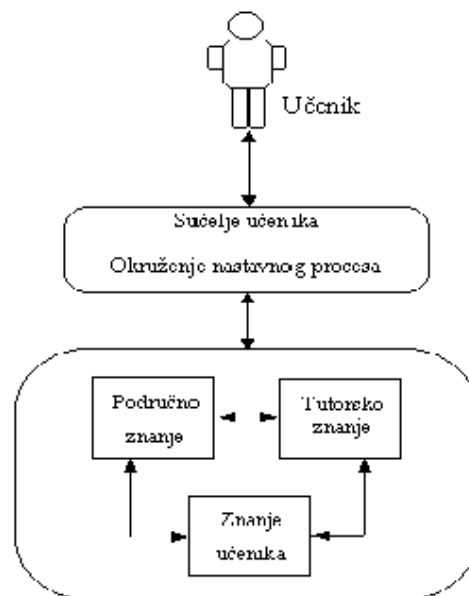 Učenik
Sučelje učenika
Okruženje nastavnog procesa
Područno
znanje
Tutorsko
znanje
Znanje
učenika